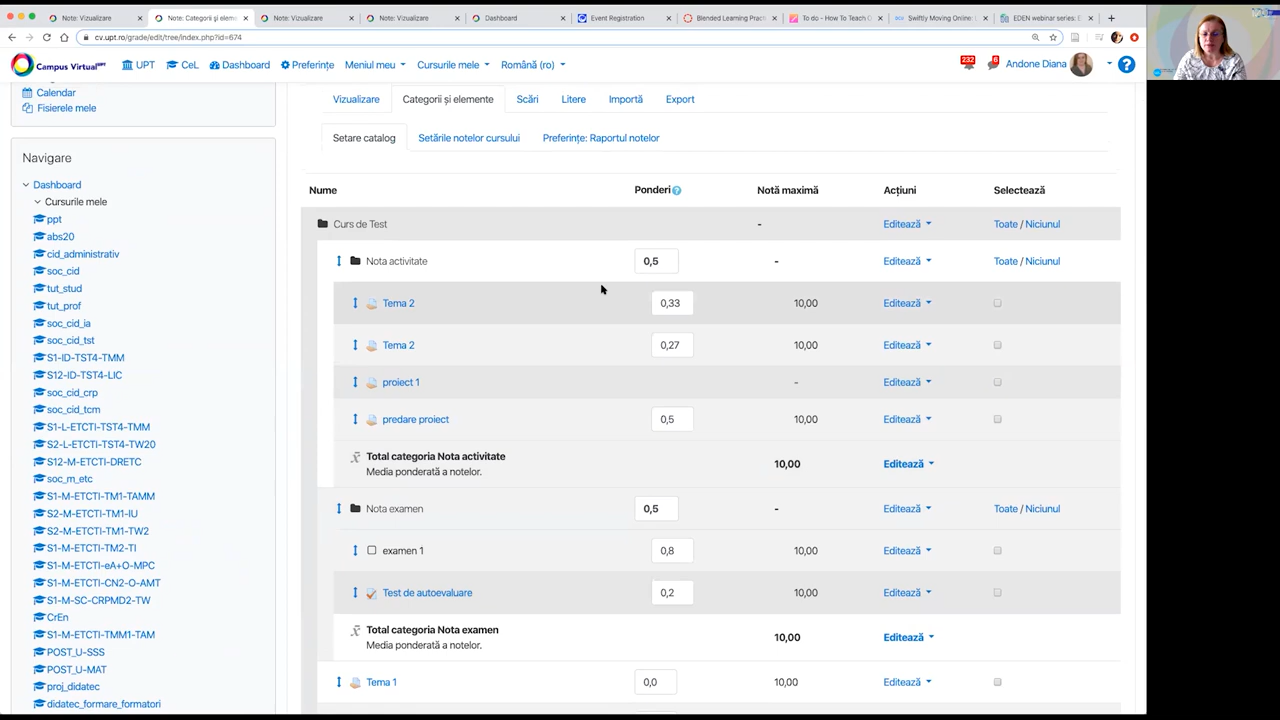 Note: Vizualizare
Note: Categorii și eleme
Note: Vizualizare
Note: Vizualizare
Dashboard
Event Registration
Blended Learning Pract
To do - How To Teach C
Swiftly Moving Online:
EDEN webinar series: E
cv.upt.ro/grade/edit/tree/index.php?id=674
Campus Virtual UPT
UPT
CeL
Dashboard
Preferințe
Meniul meu
Cursurile mele
Română (ro)
232
6
Andone Diana
Calendar
Fisierele mele
Navigare
Dashboard
Cursurile mele
ppt
abs20
cid_administrativ
soc_cid
tut_stud
tut_prof
soc_cid_ia
soc_cid_tst
S1-ID-TST4-TMM
S12-ID-TST4-LIC
soc_cid_crp
soc_cid_tcm
S1-L-ETCTI-TST4-TMM
S2-L-ETCTI-TST4-TW20
S12-M-ETCTI-DRETC
soc_m_etc
S1-M-ETCTI-TM1-TAMM
S2-M-ETCTI-TM1-IU
S2-M-ETCTI-TM1-TW2
S1-M-ETCTI-TM2-TI
S1-M-ETCTI-eA+O-MPC
S1-M-ETCTI-CN2-O-AMT
S1-M-SC-CRPMD2-TW
CrEn
S1-M-ETCTI-TMM1-TAM
POST_U-SSS
POST_U-MAT
proj_didatec
didatec_formare_formatori
Vizualizare
Categorii și elemente
Scări
Litere
Importă
Export
Setare catalog
Setările notelor cursului
Preferințe: Raportul notelor
Nume Ponderi Notă maximă Acțiuni Selectează
Curs de Test - Editează Toate / Niciunul
Nota activitate 0,5 - Editează Toate / Niciunul
Tema 2 0,33 10,00 Editează
Tema 2 0,27 10,00 Editează
proiect 1 - Editează
predare proiect 0,5 10,00 Editează
Total categoria Nota activitate 10,00 Editează
Media ponderată a notelor.
Nota examen 0,5 - Editează Toate / Niciunul
examen 1 0,8 10,00 Editează
Test de autoevaluare 0,2 10,00 Editează
Total categoria Nota examen 10,00 Editează
Media ponderată a notelor.
Tema 1 0,0 10,00 Editează